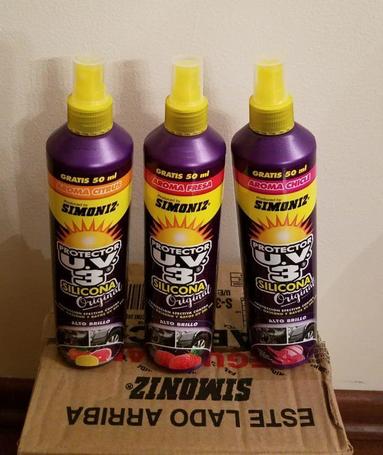 GRATIS 50 ml
AROMA CITRUS
SIMONIZ
PROTECTOR
U.V.
3
SILICONA
Original
ALTO BRILLO
GRATIS 50 ml
AROMA FRESA
SIMONIZ
PROTECTOR
U.V.
3
SILICONA
Original
ALTO BRILLO
GRATIS 50 ml
AROMA CHICLE
SIMONIZ
PROTECTOR
U.V.
3
SILICONA
Original
ALTO BRILLO
SIMONIZ®
ESTE LADO ARRIBA